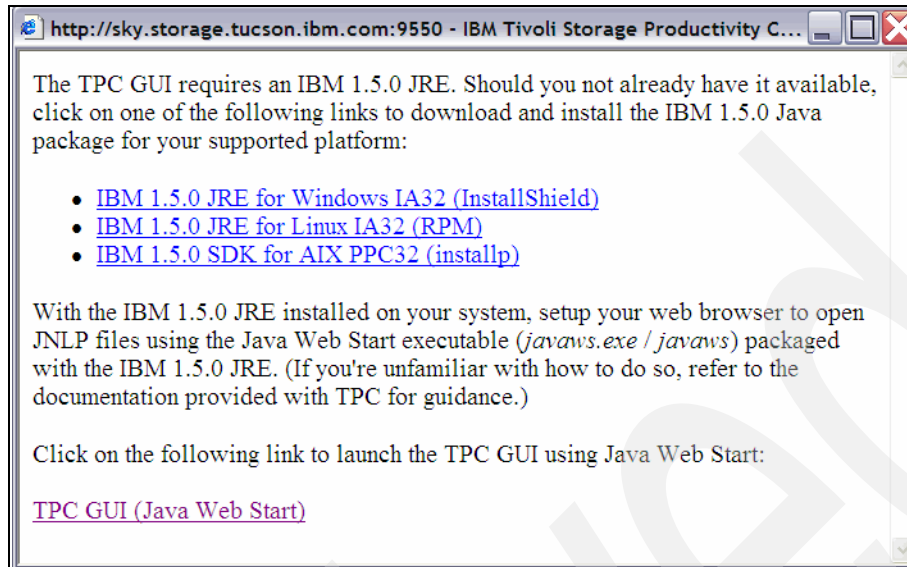 http://sky.storage.tucson.ibm.com:9550 - IBM Tivoli Storage Productivity C...
The TPC GUI requires an IBM 1.5.0 JRE. Should you not already have it available,
click on one of the following links to download and install the IBM 1.5.0 Java
package for your supported platform:
• IBM 1.5.0 JRE for Windows IA32 (InstallShield)
• IBM 1.5.0 JRE for Linux IA32 (RPM)
• IBM 1.5.0 SDK for AIX PPC32 (installp)
With the IBM 1.5.0 JRE installed on your system, setup your web browser to open
JNLP files using the Java Web Start executable (javaws.exe / javaws) packaged
with the IBM 1.5.0 JRE. (If you're unfamiliar with how to do so, refer to the
documentation provided with TPC for guidance.)
Click on the following link to launch the TPC GUI using Java Web Start:
TPC GUI (Java Web Start)